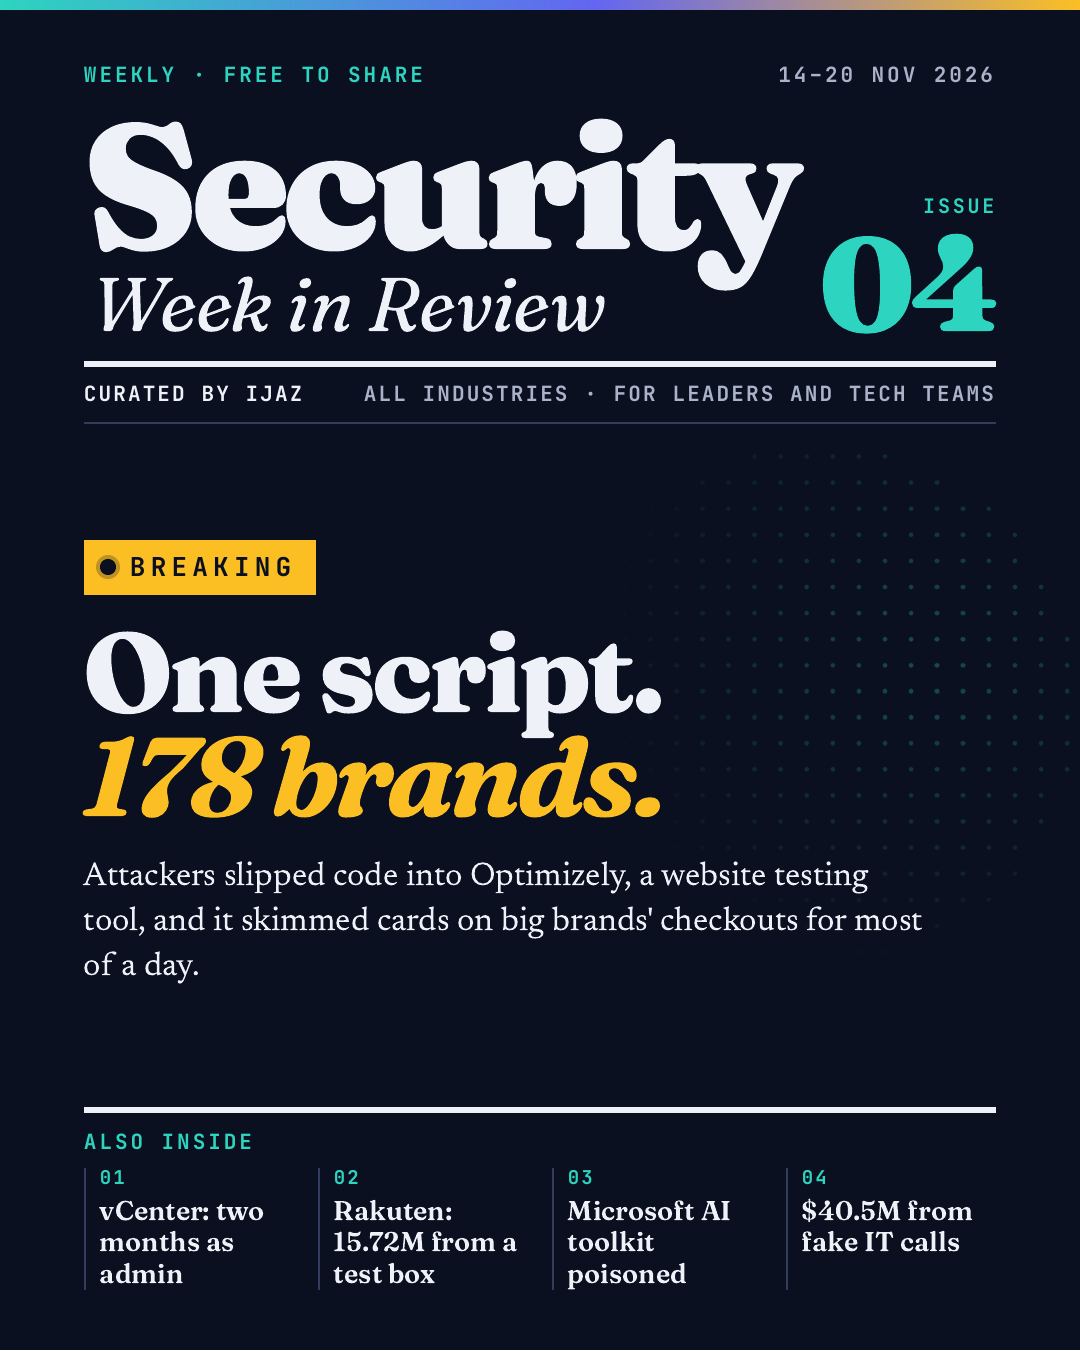 WEEKLY · FREE TO SHARE
14–20 NOV 2026
Security
Week in Review
ISSUE
04
CURATED BY IJAZ
ALL INDUSTRIES · FOR LEADERS AND TECH TEAMS
BREAKING
One script.
178 brands.
Attackers slipped code into Optimizely, a website testing
tool, and it skimmed cards on big brands' checkouts for most
of a day.
ALSO INSIDE
01
vCenter: two
months as
admin
02
Rakuten:
15.72M from a
test box
03
Microsoft AI
toolkit
poisoned
04
$40.5M from
fake IT calls